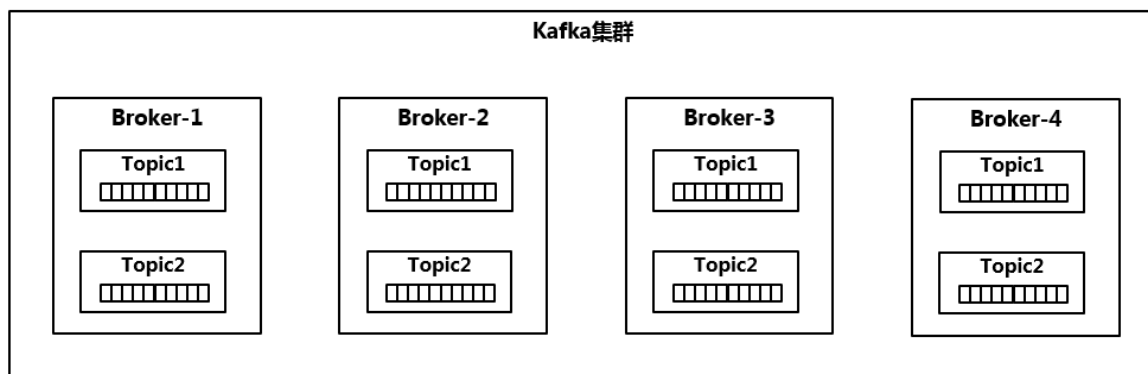 Kafka集群
Broker-1
Broker-2
Broker-3
Broker-4
Topic1
Topic1
Topic1
Topic1
Topic2
Topic2
Topic2
Topic2